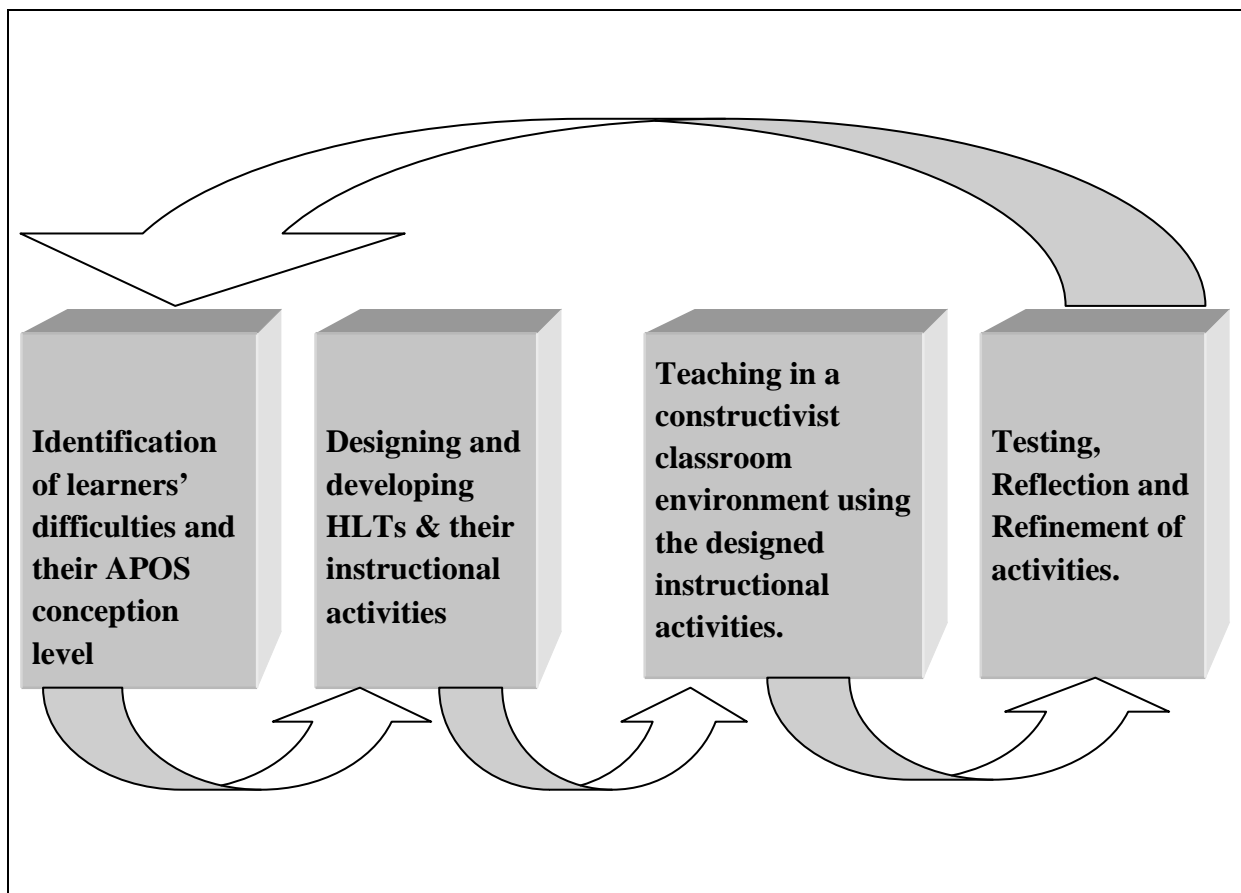 Identification
of learners’
difficulties and
their APOS
conception
level
Designing and
developing
HLTs & their
instructional
activities
Teaching in a
constructivist
classroom
environment using
the designed
instructional
activities.
Testing,
Reflection and
Refinement of
activities.